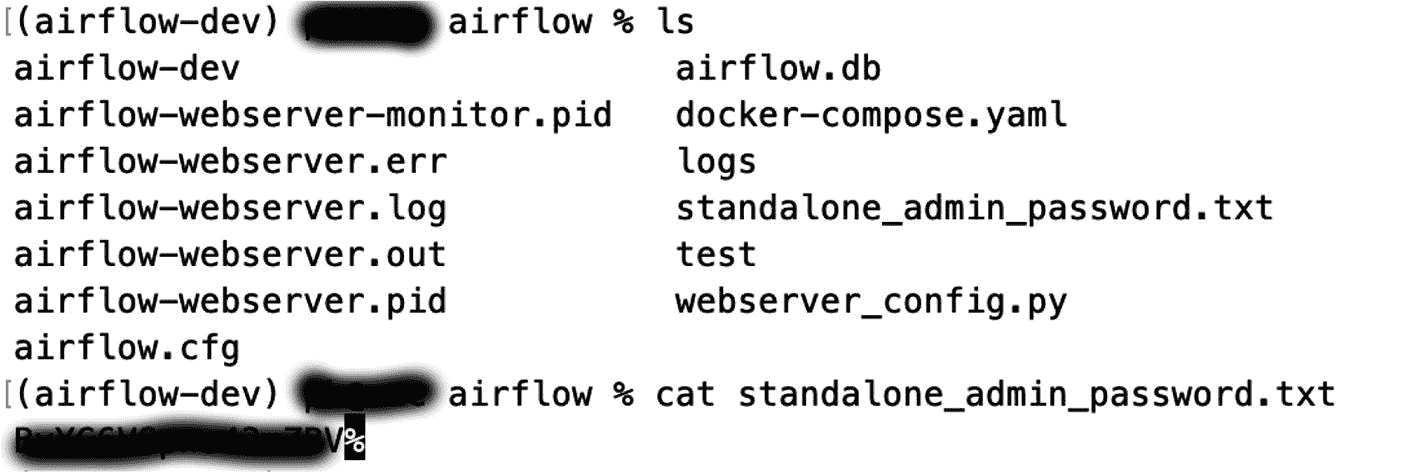 (airflow-dev) airflow % ls
airflow-dev airflow.db
airflow-webserver-monitor.pid docker-compose.yaml
airflow-webserver.err logs
airflow-webserver.log standalone_admin_password.txt
airflow-webserver.out test
airflow-webserver.pid webserver_config.py
airflow.cfg
(airflow-dev) airflow % cat standalone_admin_password.txt
%